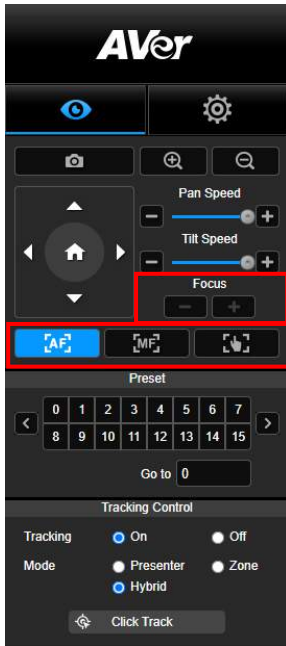 AVer
Pan Speed
Tilt Speed
Focus
[AF] [MF]
Preset
0 1 2 3 4 5 6 7
8 9 10 11 12 13 14 15
Go to 0
Tracking Control
Tracking On Off
Mode Presenter Zone
Hybrid
Click Track